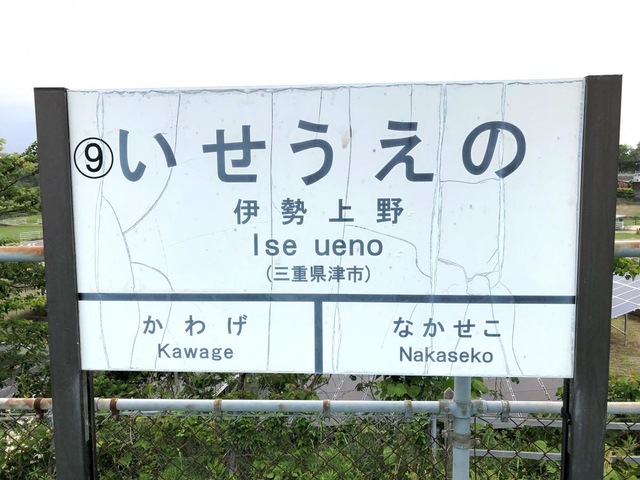 ⑨いせうえの
伊勢上野
Ise ueno
(三重県津市)
かわげ
Kawage
なかせこ
Nakaseko